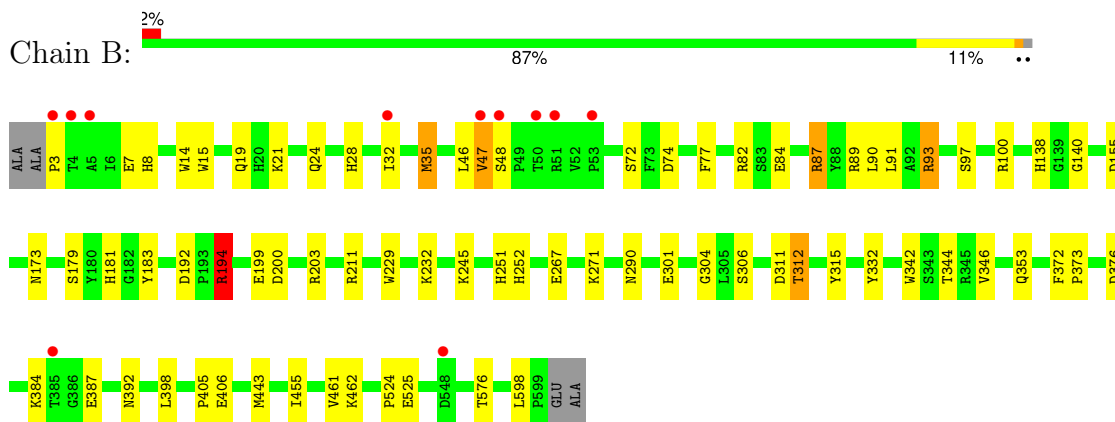 2%
Chain B:
87% 11% ••
ALA ALA P3 T4 A5 I6 E7 H8 W14 W15 Q19 H20 K21 Q24 H28 I32 M35 L46 V47 S48 P49 T50 R51 V52 P53 S72 F73 D74 F77 R82 S83 E84 R87 Y88 R89 L90 L91 A92 R93 S97 R100 H138 G139 G140
N173 S179 Y180 H181 G182 Y183 D192 P193 R194 E199 D200 R203 R211 W229 K232 K245 H251 H252 E267 K271 N290 E301 G304 L305 S306 D311 T312 Y315 Y332 W342 S343 T344 R345 V346 Q353 F372 P373
K384 T385 G386 E387 N392 L398 P405 E406 M443 I455 V461 K462 P524 E525 D548 T576 L598 P599 GLU ALA